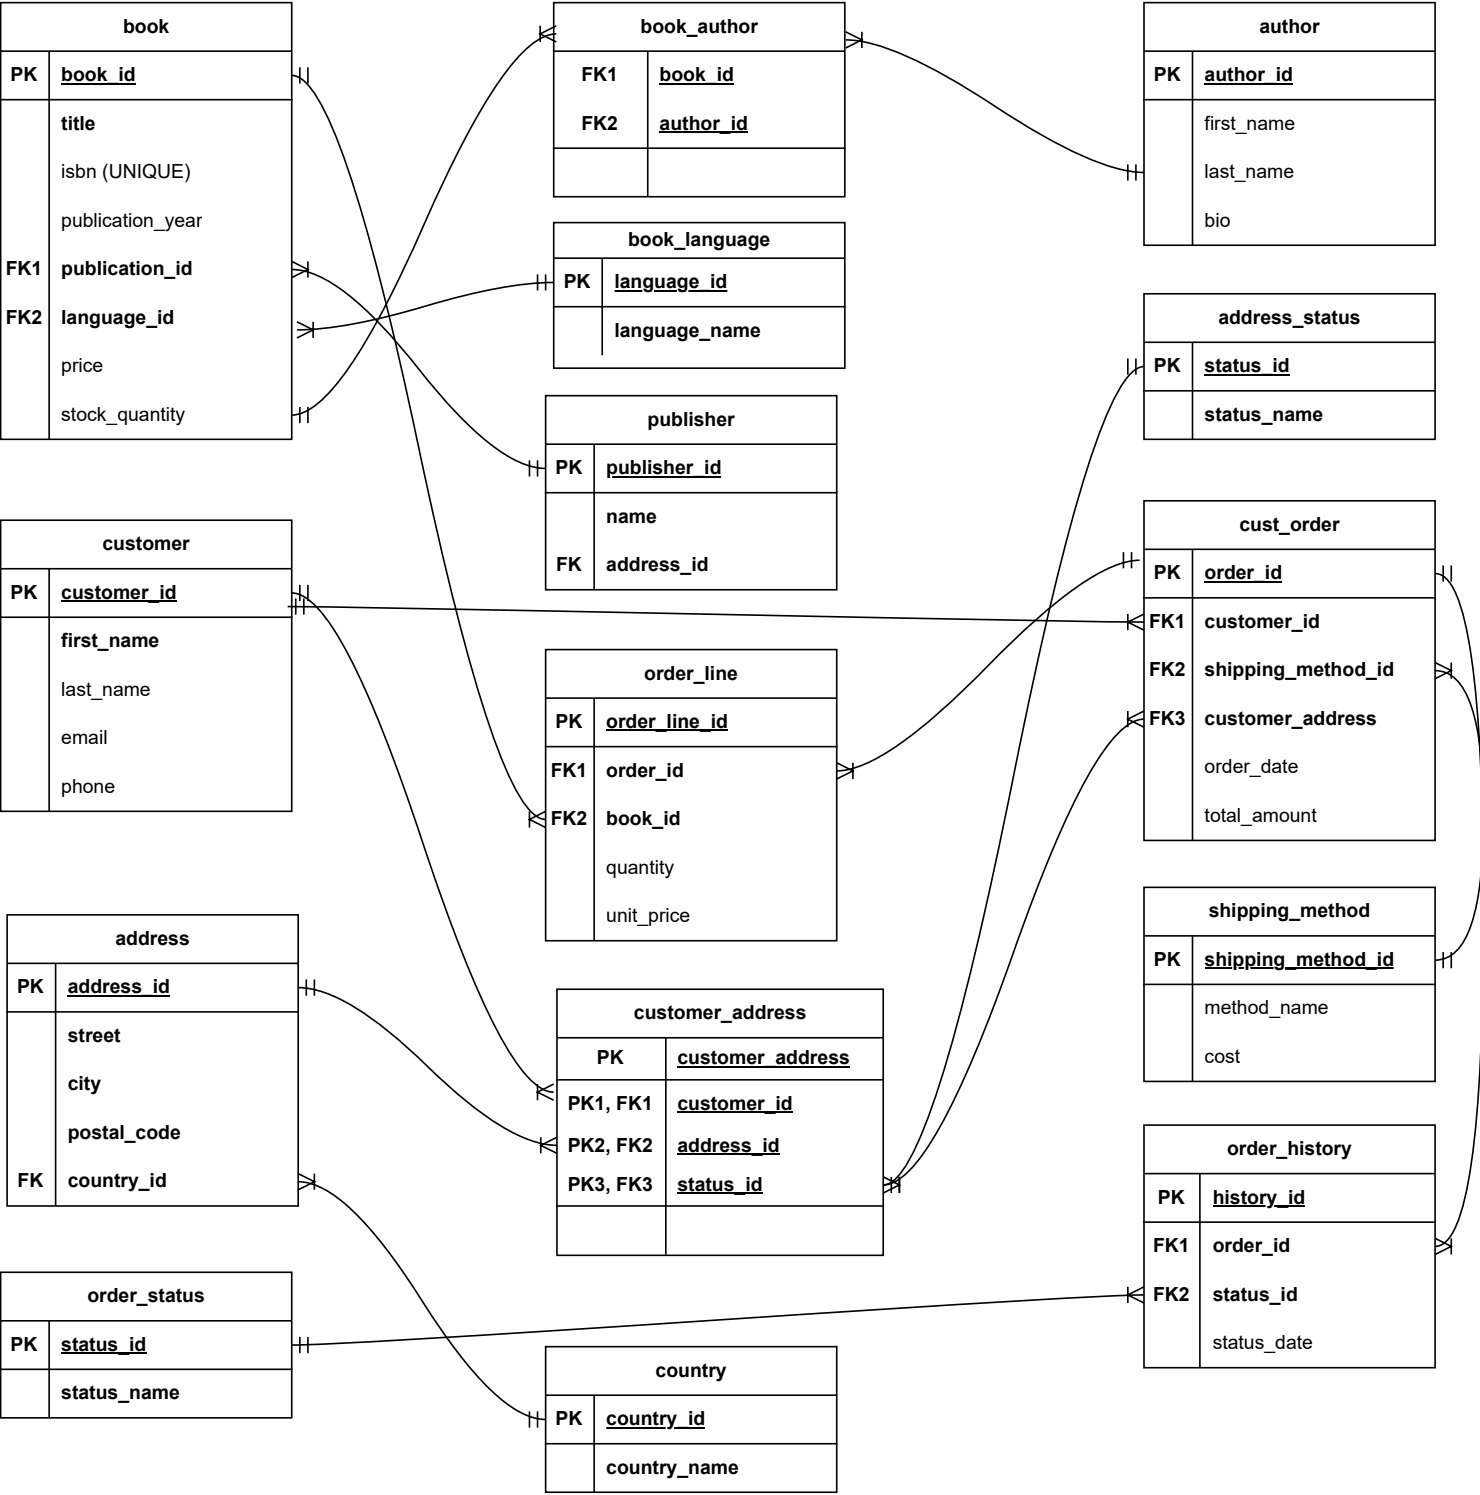 book
PK book_id
title
isbn (UNIQUE)
publication_year
FK1 publication_id
FK2 language_id
price
stock_quantity
book_author
FK1 book_id
FK2 author_id
author
PK author_id
first_name
last_name
bio
book_language
PK language_id
language_name
address_status
PK status_id
status_name
publisher
PK publisher_id
name
FK address_id
customer
PK customer_id
first_name
last_name
email
phone
cust_order
PK order_id
FK1 customer_id
FK2 shipping_method_id
FK3 customer_address
order_date
total_amount
order_line
PK order_line_id
FK1 order_id
FK2 book_id
quantity
unit_price
shipping_method
PK shipping_method_id
method_name
cost
address
PK address_id
street
city
postal_code
FK country_id
customer_address
PK customer_address
PK1, FK1 customer_id
PK2, FK2 address_id
PK3, FK3 status_id
order_history
PK history_id
FK1 order_id
FK2 status_id
status_date
order_status
PK status_id
status_name
country
PK country_id
country_name